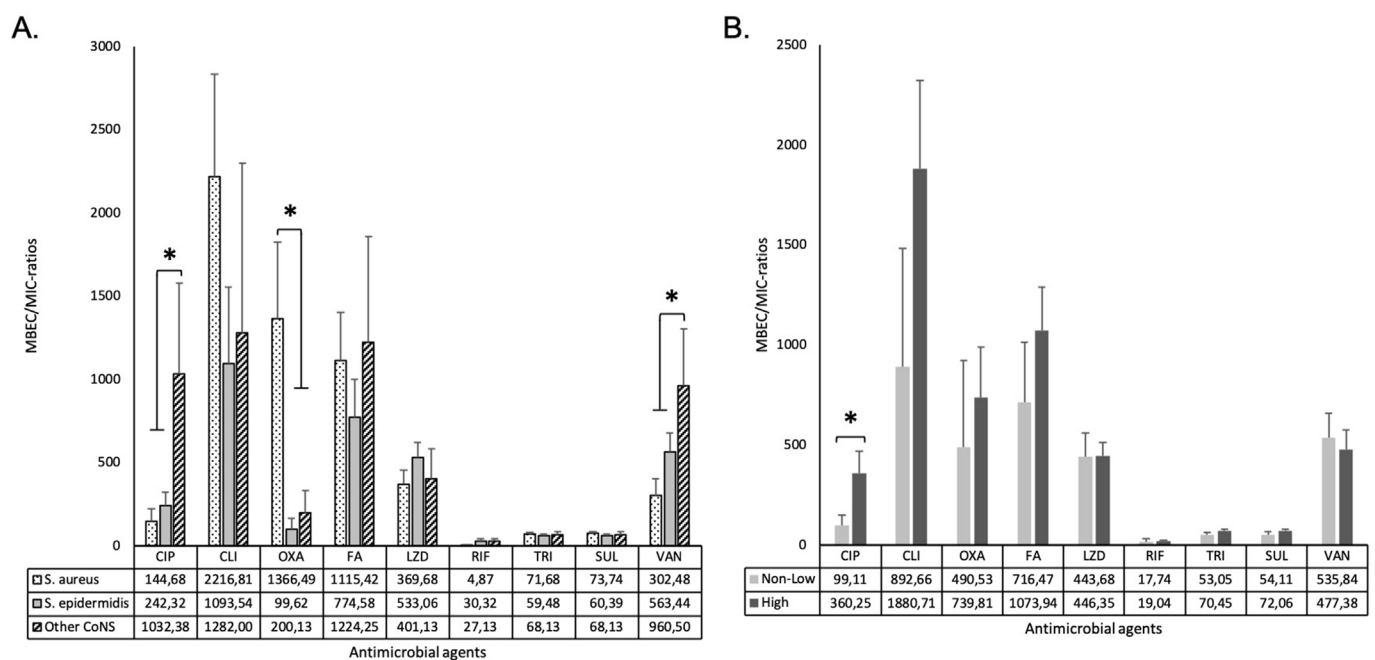 A.
3000
2500
2000
1500
1000
500
0
MBEC/MIC-ratios
*
*
*
CIP CLI OXA FA LZD RIF TRI SUL VAN
S. aureus 144,68 2216,81 1366,49 1115,42 369,68 4,87 71,68 73,74 302,48
S. epidermidis 242,32 1093,54 99,62 774,58 533,06 30,32 59,48 60,39 563,44
Other CoNS 1032,38 1282,00 200,13 1224,25 401,13 27,13 68,13 68,13 960,50
Antimicrobial agents
B.
2500
2000
1500
1000
500
0
MBEC/MIC-ratios
*
CIP CLI OXA FA LZD RIF TRI SUL VAN
Non-Low 99,11 892,66 490,53 716,47 443,68 17,74 53,05 54,11 535,84
High 360,25 1880,71 739,81 1073,94 446,35 19,04 70,45 72,06 477,38
Antimicrobial agents